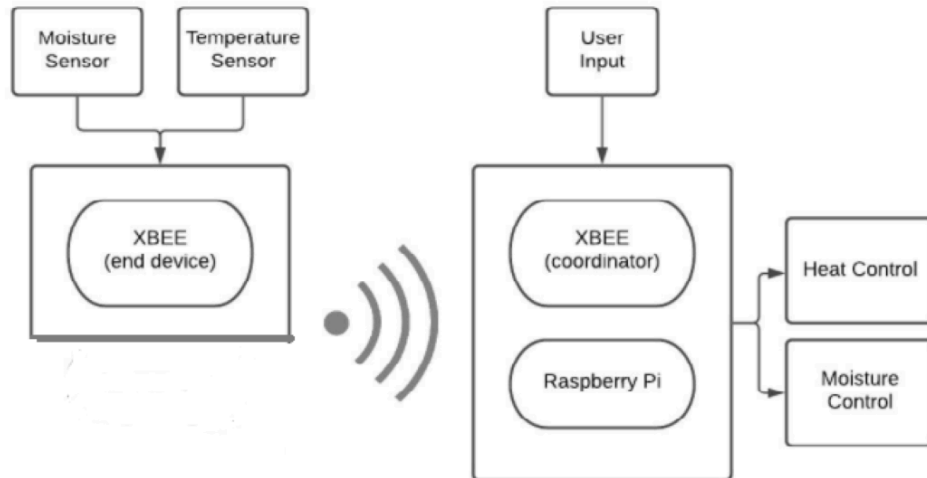 Moisture
Sensor
Temperature
Sensor
User
Input
XBEE
(end device)
XBEE
(coordinator)
Raspberry Pi
Heat Control
Moisture
Control